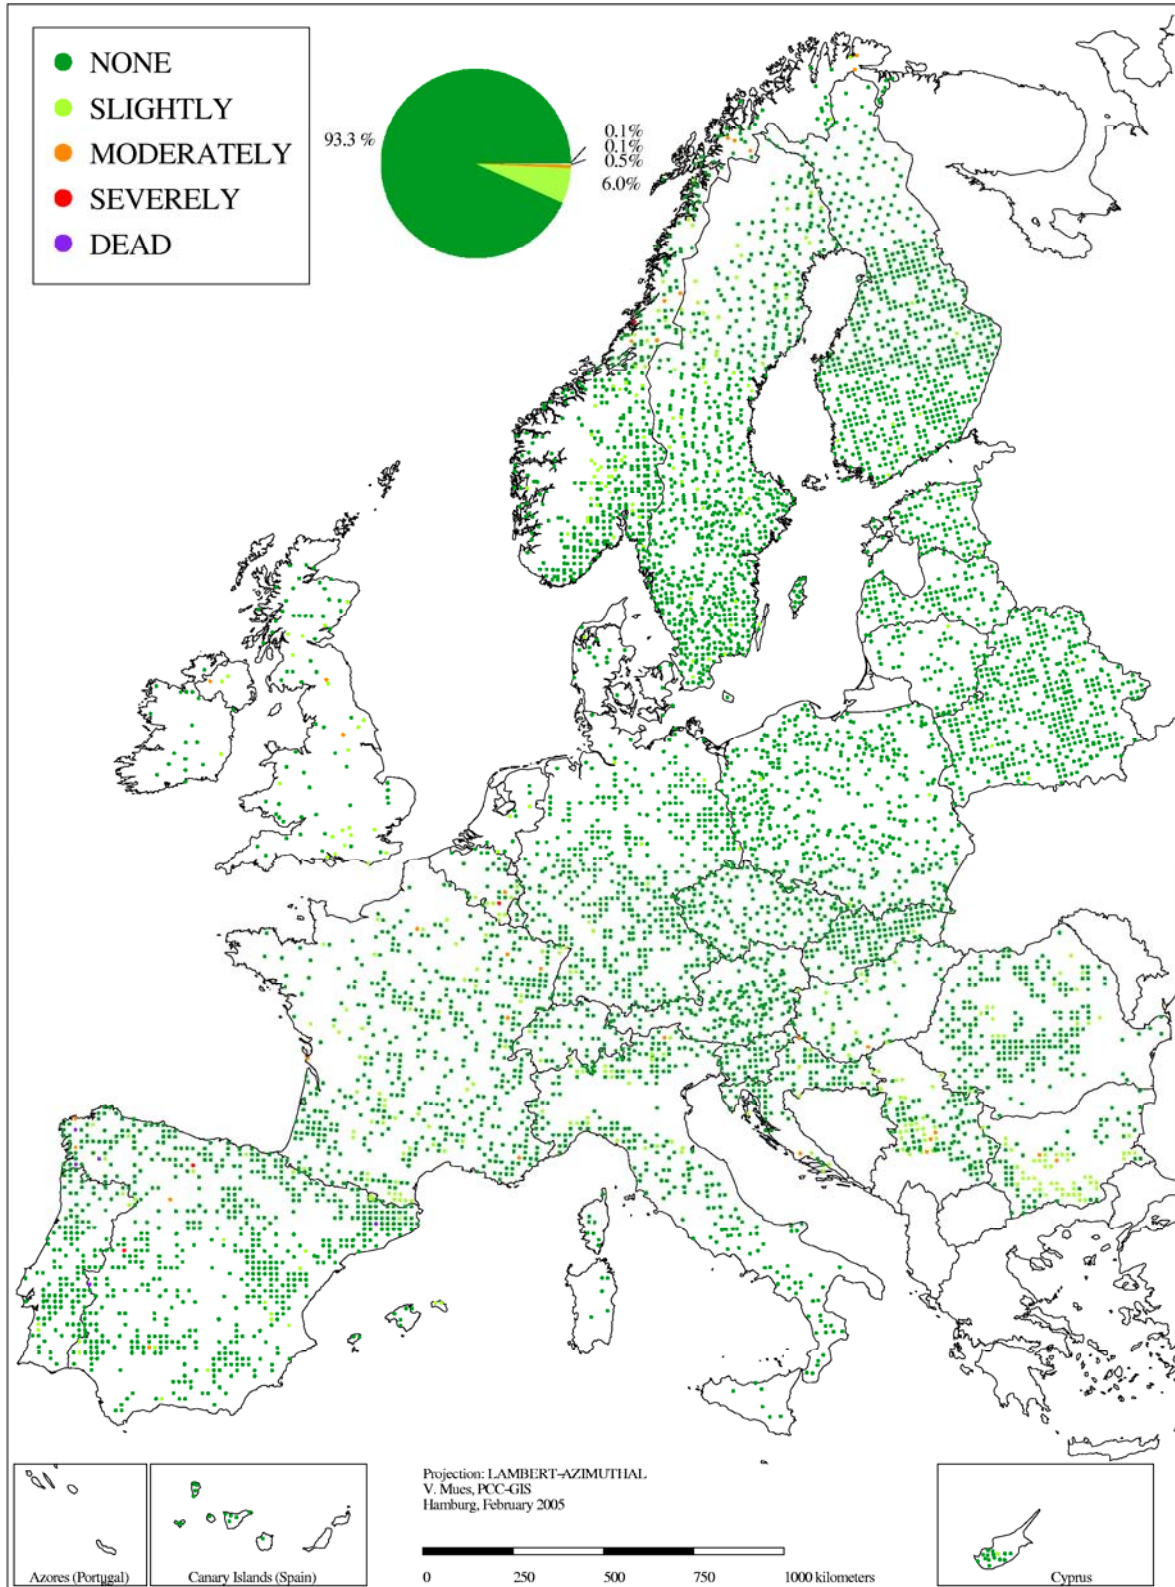 NONE
SLIGHTLY
MODERATELY
SEVERELY
DEAD
93.3 %
0.1%
0.1%
0.5%
6.0%
Projection: LAMBERT-AZIMUTHAL
V. Mues, PCC-GIS
Hamburg, February 2005
0 250 500 750 1000 kilometers
Azores (Portugal)
Canary Islands (Spain)
Cyprus